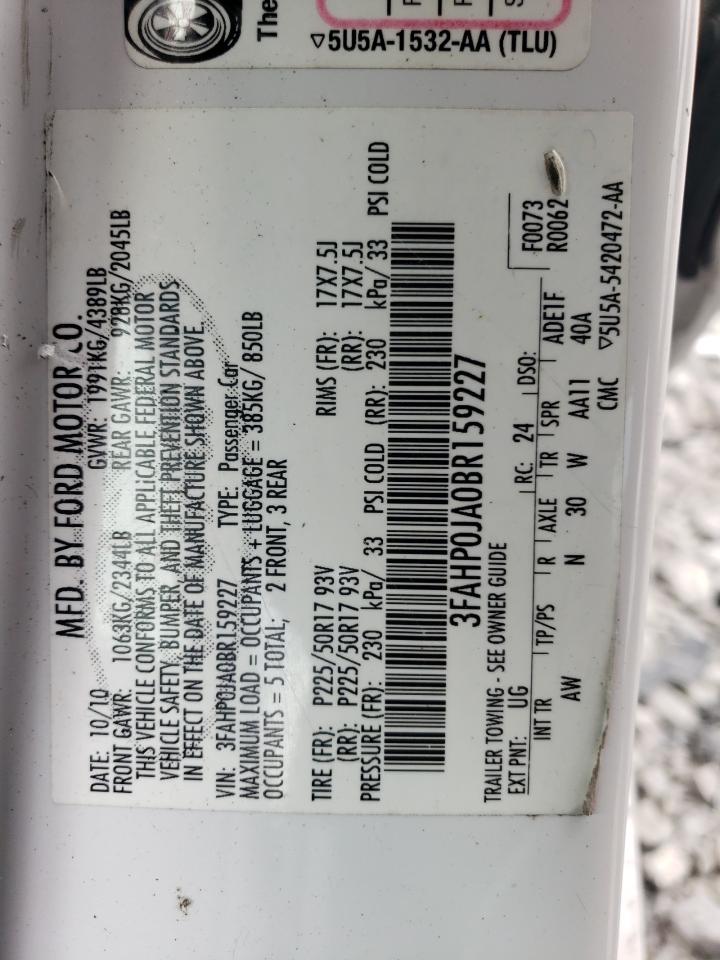 The
▽5U5A-1532-AA (TLU)
MFD. BY FORD MOTOR CO.
DATE: 10/10 GVWR: 1991KG/4389LB
FRONT GAWR: 1063KG/2344LB REAR GAWR: 928KG/2045LB
THIS VEHICLE CONFORMS TO ALL APPLICABLE FEDERAL MOTOR
VEHICLE SAFETY, BUMPER, AND THEFT PREVENTION STANDARDS
IN EFFECT ON THE DATE OF MANUFACTURE SHOWN ABOVE.
VIN: 3FAHP0JA0BR159227 TYPE: Passenger Car
MAXIMUM LOAD = OCCUPANTS + LUGGAGE = 385KG/ 850LB
OCCUPANTS = 5 TOTAL; 2 FRONT, 3 REAR
TIRE (FR): P225/50R17 93V RIMS (FR): 17X7.5J
(RR): P225/50R17 93V (RR): 17X7.5J
PRESSURE (FR): 230 kPa/ 33 PSI COLD (RR): 230 kPa/ 33 PSI COLD
3FAHP0JA0BR159227
TRAILER TOWING - SEE OWNER GUIDE F0073
EXT PNT: UG RC: 24 DSO: R0062
INT TR TP/PS R AXLE TR SPR ADE1F
AW N 30 W AA11 40A
CMC ▽5U5A-5420472-AA